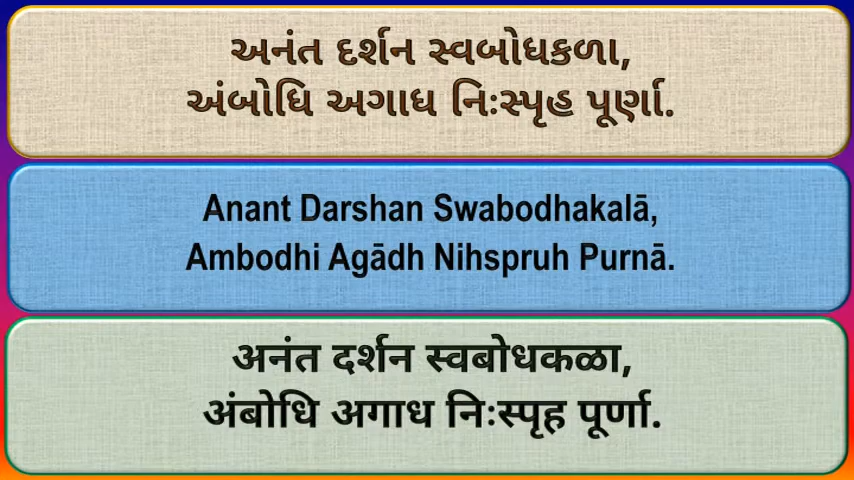 અનંત દર્શન સ્વબોધકળા,
અંબોધિ અગાધ નિઃસ્પૃહ પૂર્ણા.
Anant Darshan Swabodhakalā,
Ambodhi Agādh Nihspruh Purnā.
अनंत दर्शन स्वबोधकळा,
अंबोधि अगाध निःस्पृह पूर्णा.